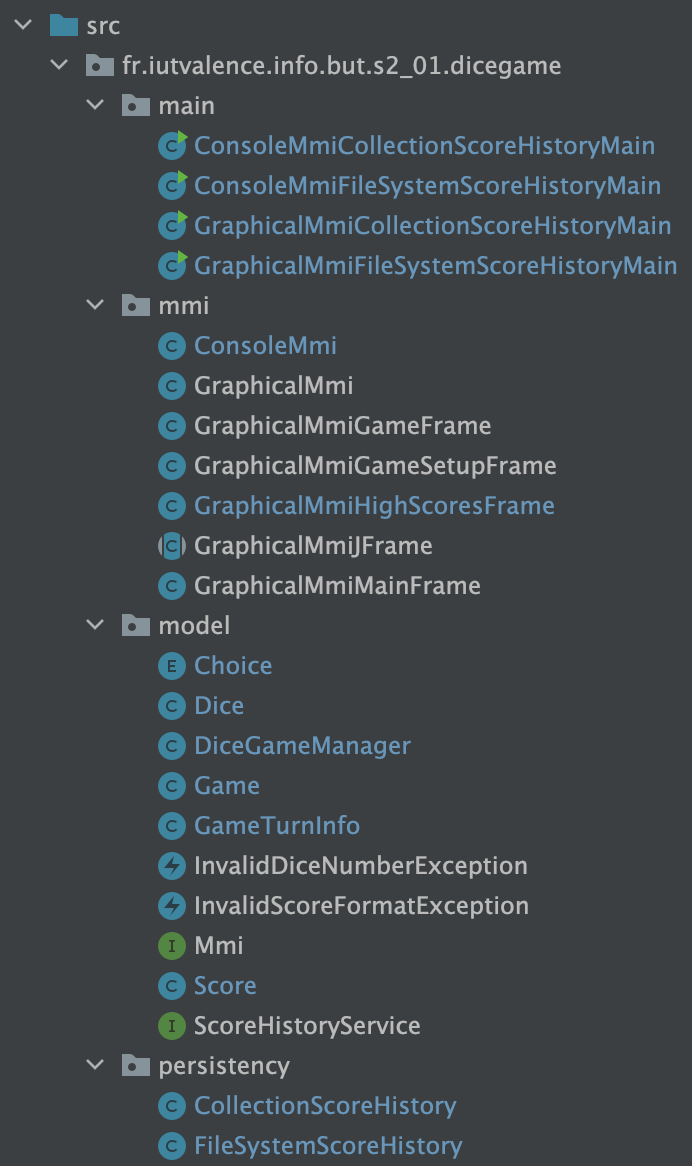 src
fr.iutvalence.info.but.s2_01.dicegame
main
C ConsoleMmiCollectionScoreHistoryMain
C ConsoleMmiFileSystemScoreHistoryMain
C GraphicalMmiCollectionScoreHistoryMain
C GraphicalMmiFileSystemScoreHistoryMain
mmi
C ConsoleMmi
C GraphicalMmi
C GraphicalMmiGameFrame
C GraphicalMmiGameSetupFrame
C GraphicalMmiHighScoresFrame
C GraphicalMmiJFrame
C GraphicalMmiMainFrame
model
E Choice
C Dice
C DiceGameManager
C Game
C GameTurnInfo
InvalidDiceNumberException
InvalidScoreFormatException
I Mmi
C Score
I ScoreHistoryService
persistency
C CollectionScoreHistory
C FileSystemScoreHistory